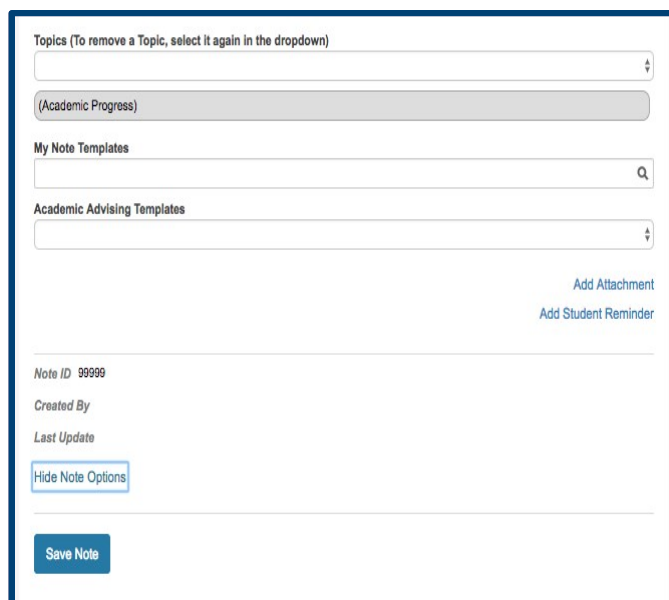 Topics (To remove a Topic, select it again in the dropdown)
(Academic Progress)
My Note Templates
Academic Advising Templates
Add Attachment
Add Student Reminder
Note ID 99999
Created By
Last Update
Hide Note Options
Save Note